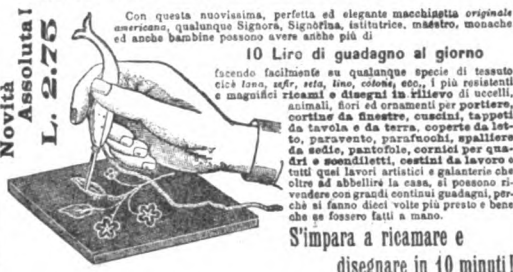 Novità
Assoluta!
L. 2.75
Con questa nuovissima, perfetta ed elegante macchinetta originale
americana, qualunque Signora, Signorina, istitutrice, maestro, monache
ed anche bambine possono avere anche più di
10 Lire di guadagno al giorno
facendo facilmente su qualunque specie di tessuto
cioè lana, zefir, seta, lino, cotone, ecc., i più resistenti
e magnifici ricami e disegni in rilievo di uccelli,
animali, fiori ed ornamenti per portiere,
cortine da finestre, cuscini, tappeti
da tavola e da terra, coperte da let-
to, paravento, parafuochi, spalliere
da sedie, pantofole, cornici per qua-
dri e scendiletti, cestini da lavoro e
tutti quei lavori artistici e galanterie che
oltre ad abbellire la casa, si possono ri-
vendere con grandi continui guadagni, per-
chè si fanno dieci volte più presto e bene
che se fossero fatti a mano.
S'impara a ricamare e
disegnare in 10 minuti!